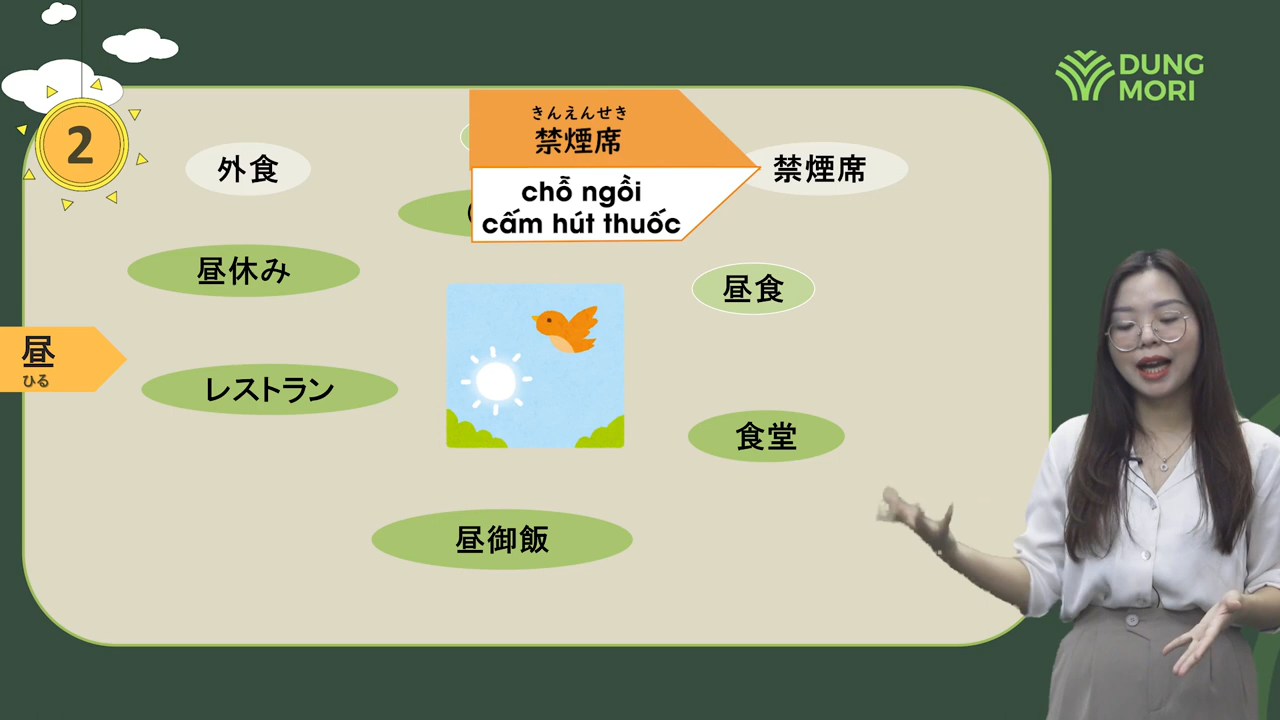 DUNG
MORI
2
きんえんせき
禁煙席
chỗ ngồi
cấm hút thuốc
外食
禁煙席
昼休み
昼食
昼
ひる
レストラン
食堂
昼御飯